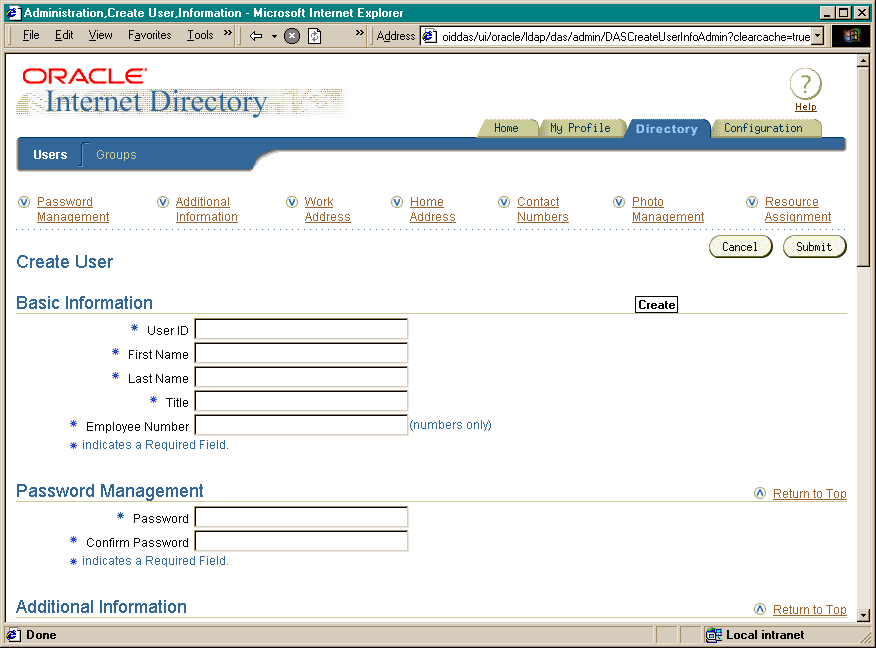 Administration,Create User,Information - Microsoft Internet Explorer
File Edit View Favorites Tools » » Address oiddas/ui/oracle/ldap/das/admin/DASCreateUserInfoAdmin?clearcache=true
ORACLE
Internet Directory
?
Help
Home My Profile Directory Configuration
Users Groups
Password Management
Additional Information
Work Address
Home Address
Contact Numbers
Photo Management
Resource Assignment
Cancel Submit
Create User
Basic Information
Create
* User ID
* First Name
* Last Name
* Title
* Employee Number (numbers only)
* indicates a Required Field.
Password Management Return to Top
* Password
* Confirm Password
* indicates a Required Field.
Additional Information Return to Top
Done Local intranet